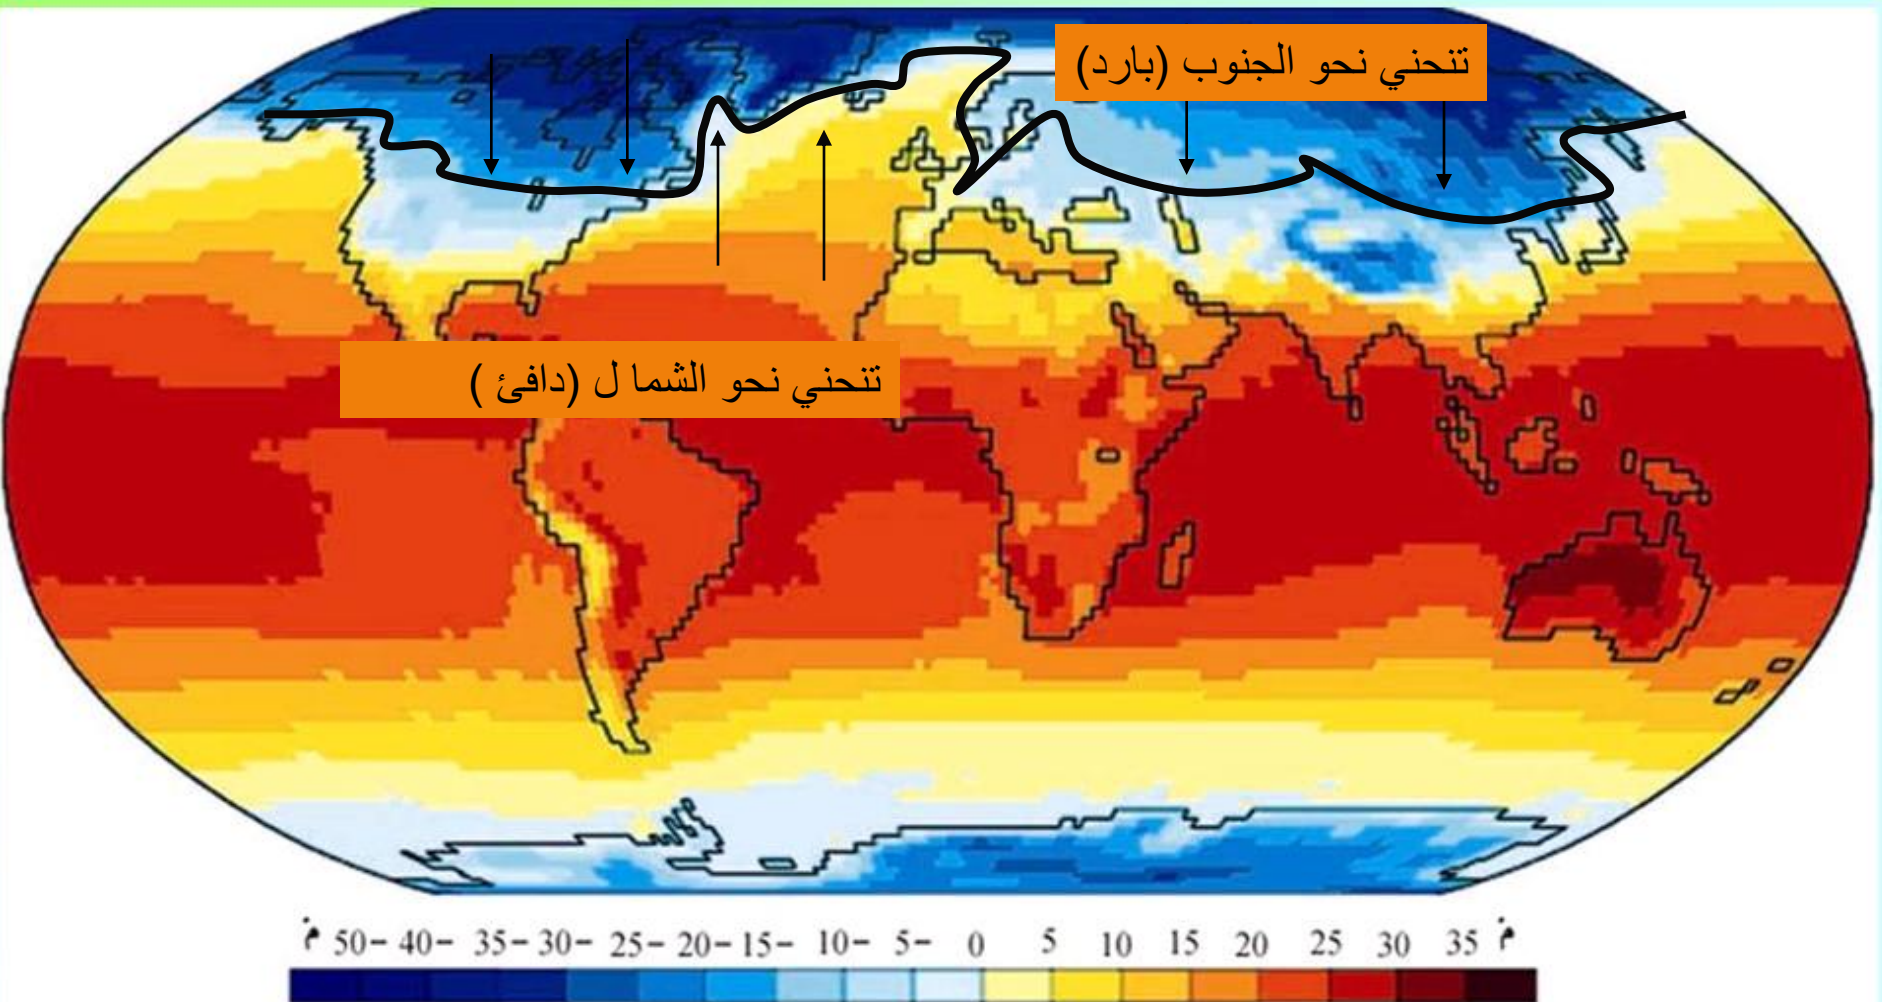 تنحني نحو الجنوب (بارد)
تنحني نحو الشما ل (دافئ )
مْ 50- 40- 35- 30- 25- 20- 15- 10- 5- 0 5 10 15 20 25 30 35 مْ